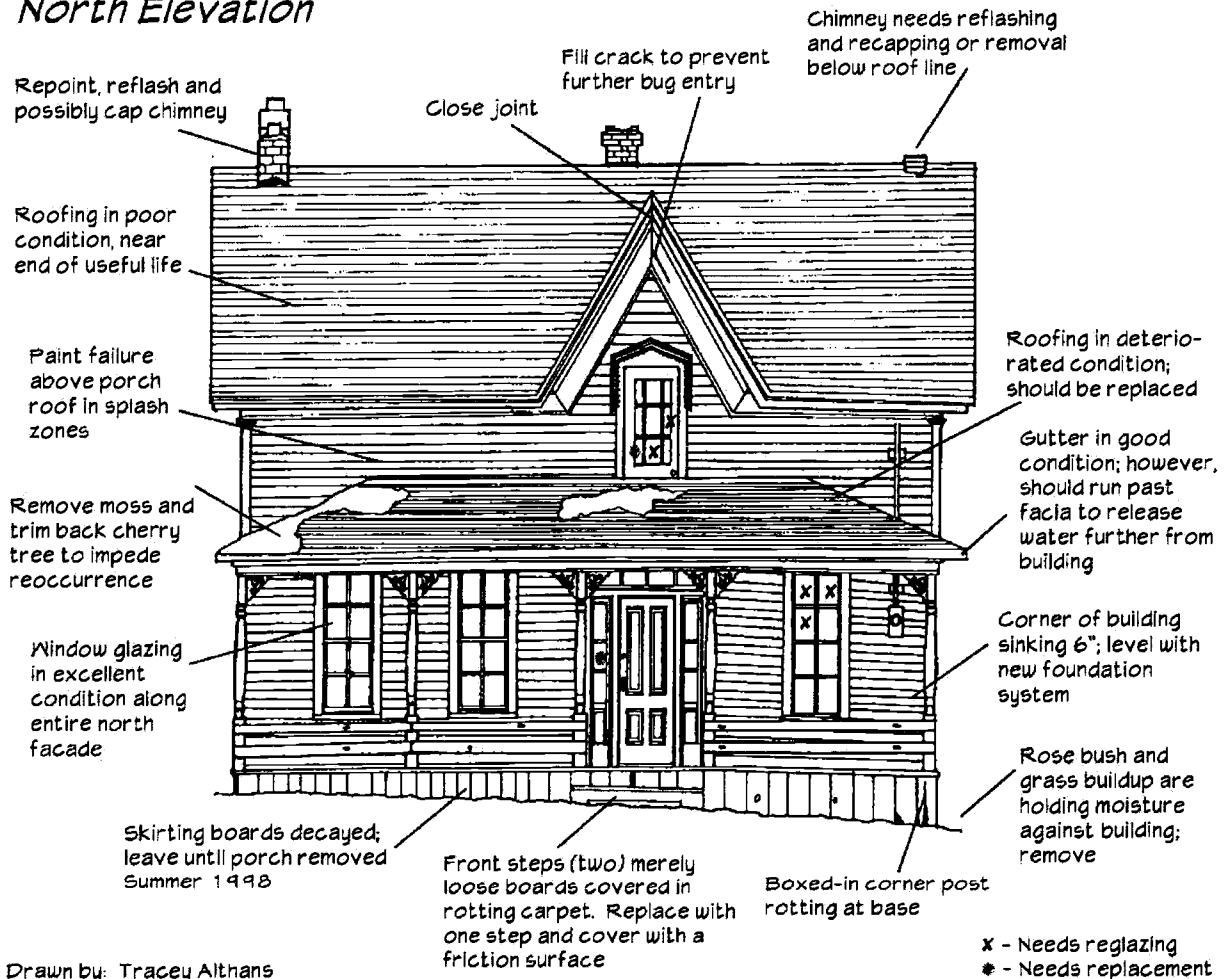 North Elevation
Chimney needs reflashing
and recapping or removal
below roof line
Fill crack to prevent
further bug entry
Repoint, reflash and
possibly cap chimney
Close joint
Roofing in poor
condition, near
end of useful life
Paint failure
above porch
roof in splash
zones
Roofing in deterio-
rated condition;
should be replaced
Gutter in good
condition; however,
should run past
facia to release
water further from
building
Remove moss and
trim back cherry
tree to impede
reoccurrence
Window glazing
in excellent
condition along
entire north
facade
Corner of building
sinking 6"; level with
new foundation
system
Rose bush and
grass buildup are
holding moisture
against building;
remove
Skirting boards decayed;
leave until porch removed
Summer 1998
Front steps (two) merely
loose boards covered in
rotting carpet. Replace with
one step and cover with a
friction surface
Boxed-in corner post
rotting at base
x - Needs reglazing
* - Needs replacement
Drawn by: Tracey Althans